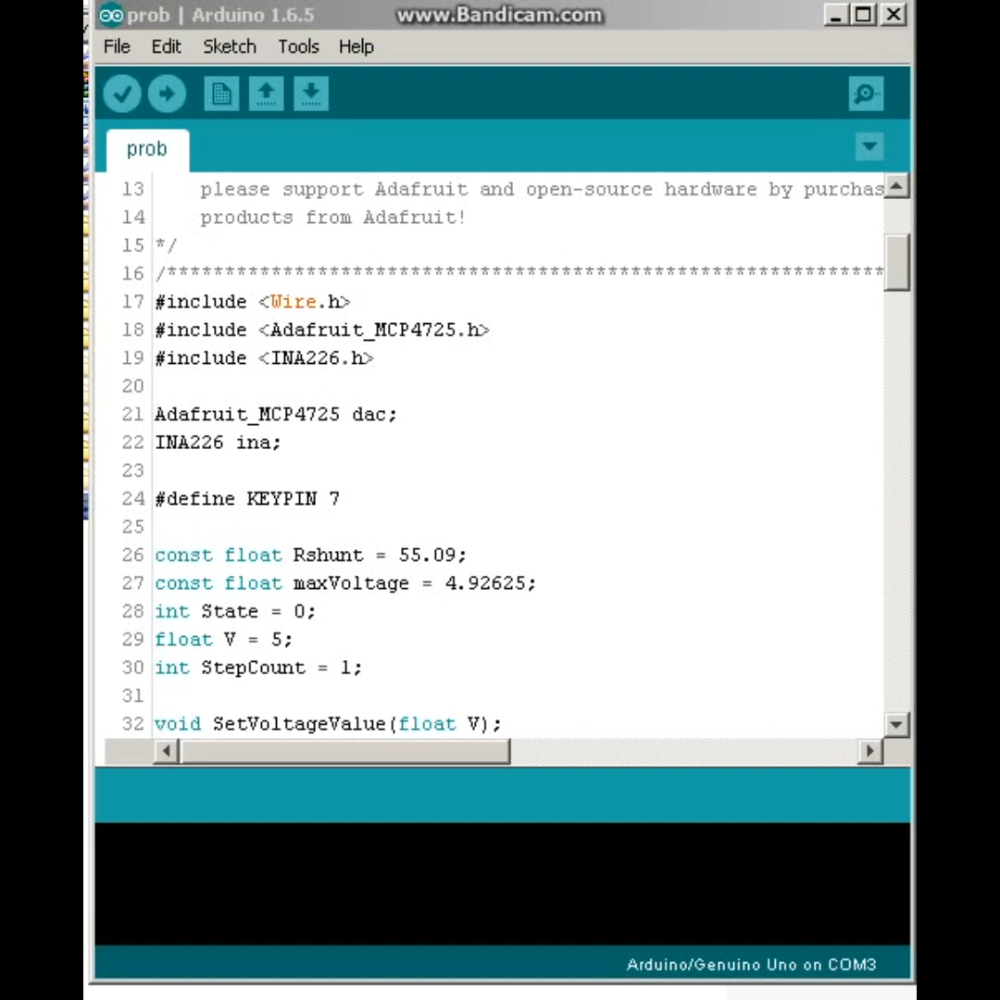 prob | Arduino 1.6.5
www.Bandicam.com
File Edit Sketch Tools Help
prob
13 please support Adafruit and open-source hardware by purchas
14 products from Adafruit!
15 */
16 /***************************************************************
17 #include <Wire.h>
18 #include <Adafruit_MCP4725.h>
19 #include <INA226.h>
20
21 Adafruit_MCP4725 dac;
22 INA226 ina;
23
24 #define KEYPIN 7
25
26 const float Rshunt = 55.09;
27 const float maxVoltage = 4.92625;
28 int State = 0;
29 float V = 5;
30 int StepCount = 1;
31
32 void SetVoltageValue(float V);
Arduino/Genuino Uno on COM3